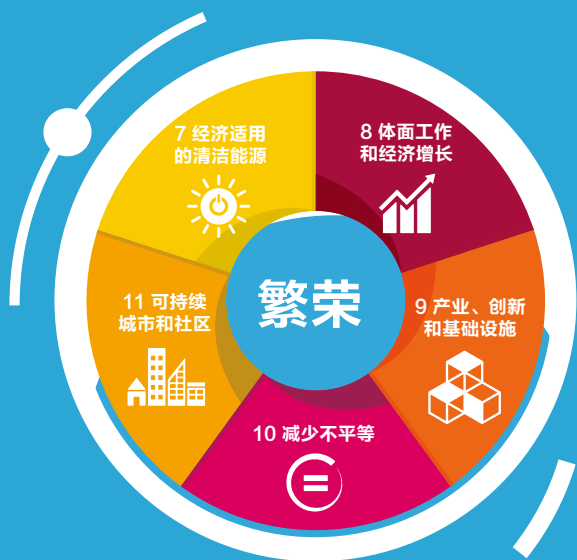 7 经济适用
的清洁能源
8 体面工作
和经济增长
11 可持续
城市和社区
繁荣
9 产业、创新
和基础设施
10 减少不平等